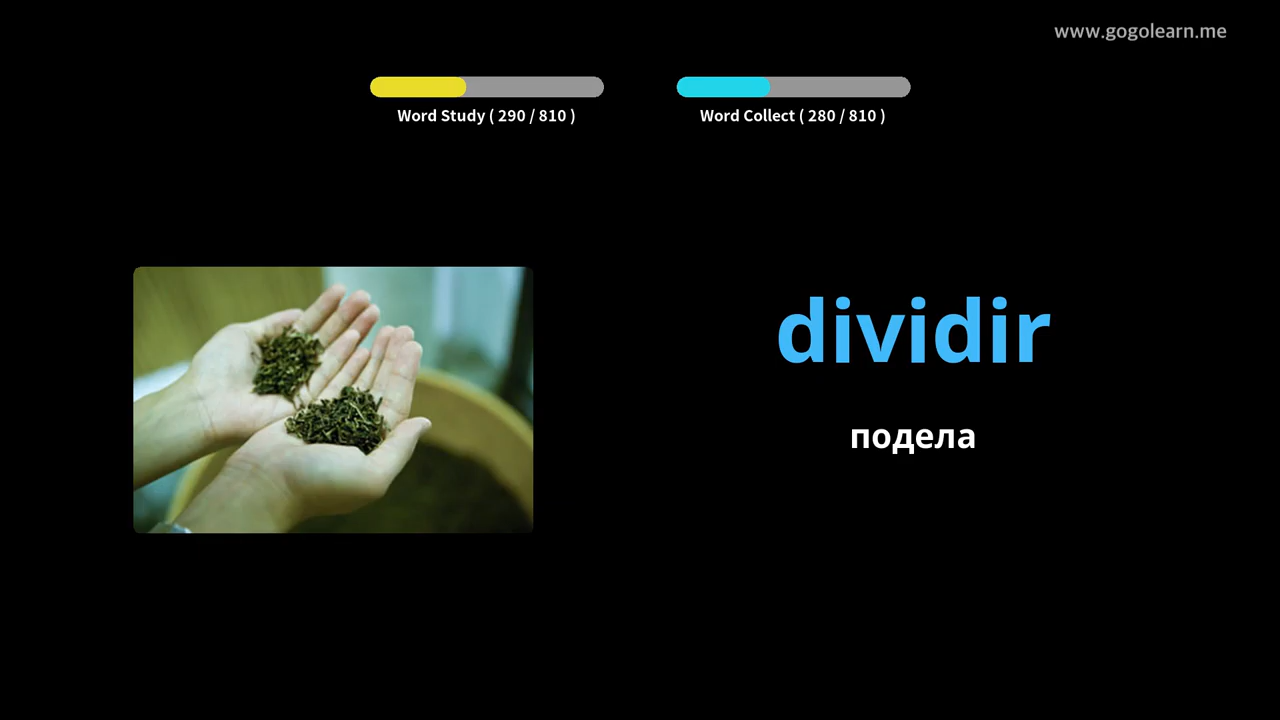 www.gogolearn.me
Word Study ( 290 / 810 )
Word Collect ( 280 / 810 )
dividir
подела